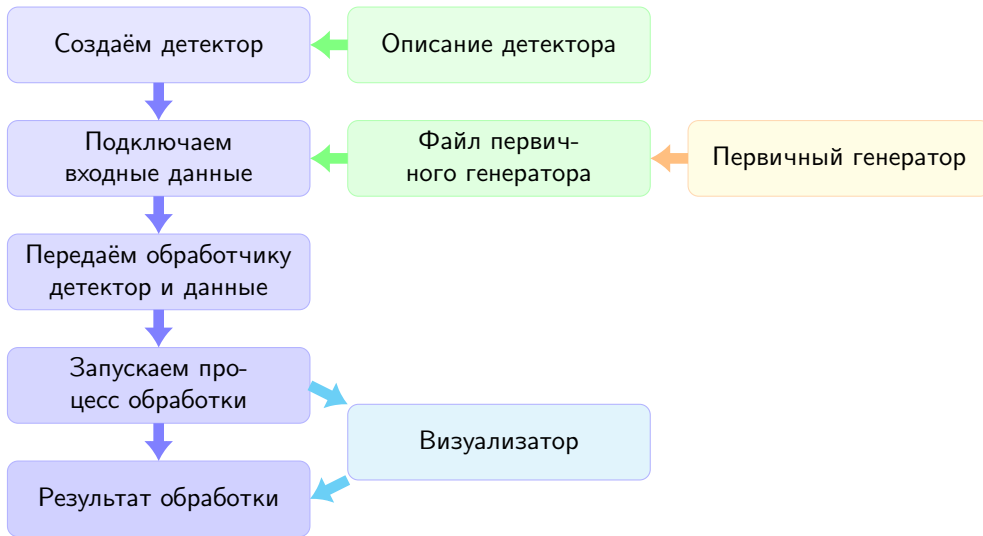 Создаём детектор
Описание детектора
Подключаем
входные данные
Файл первич-
ного генератора
Первичный генератор
Передаём обработчику
детектор и данные
Запускаем про-
цесс обработки
Визуализатор
Результат обработки